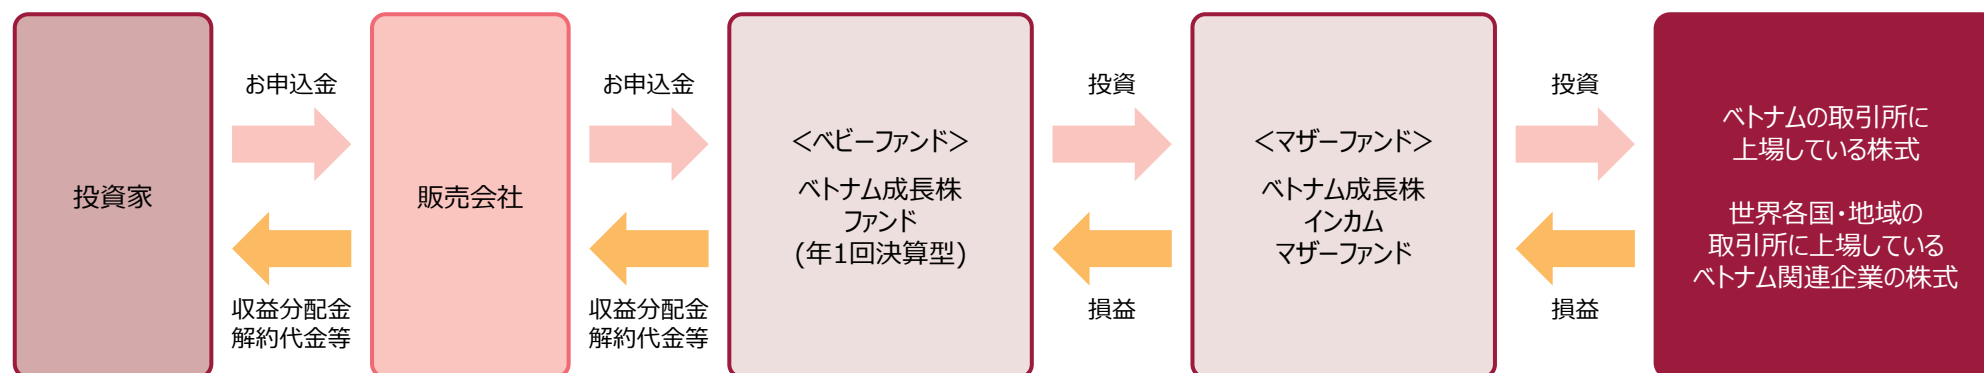 投資家
お申込金
収益分配金
解約代金等
販売会社
お申込金
収益分配金
解約代金等
＜ベビーファンド＞
ベトナム成長株
ファンド
(年1回決算型)
投資
損益
＜マザーファンド＞
ベトナム成長株
インカム
マザーファンド
投資
損益
ベトナムの取引所に
上場している株式
世界各国・地域の
取引所に上場している
ベトナム関連企業の株式